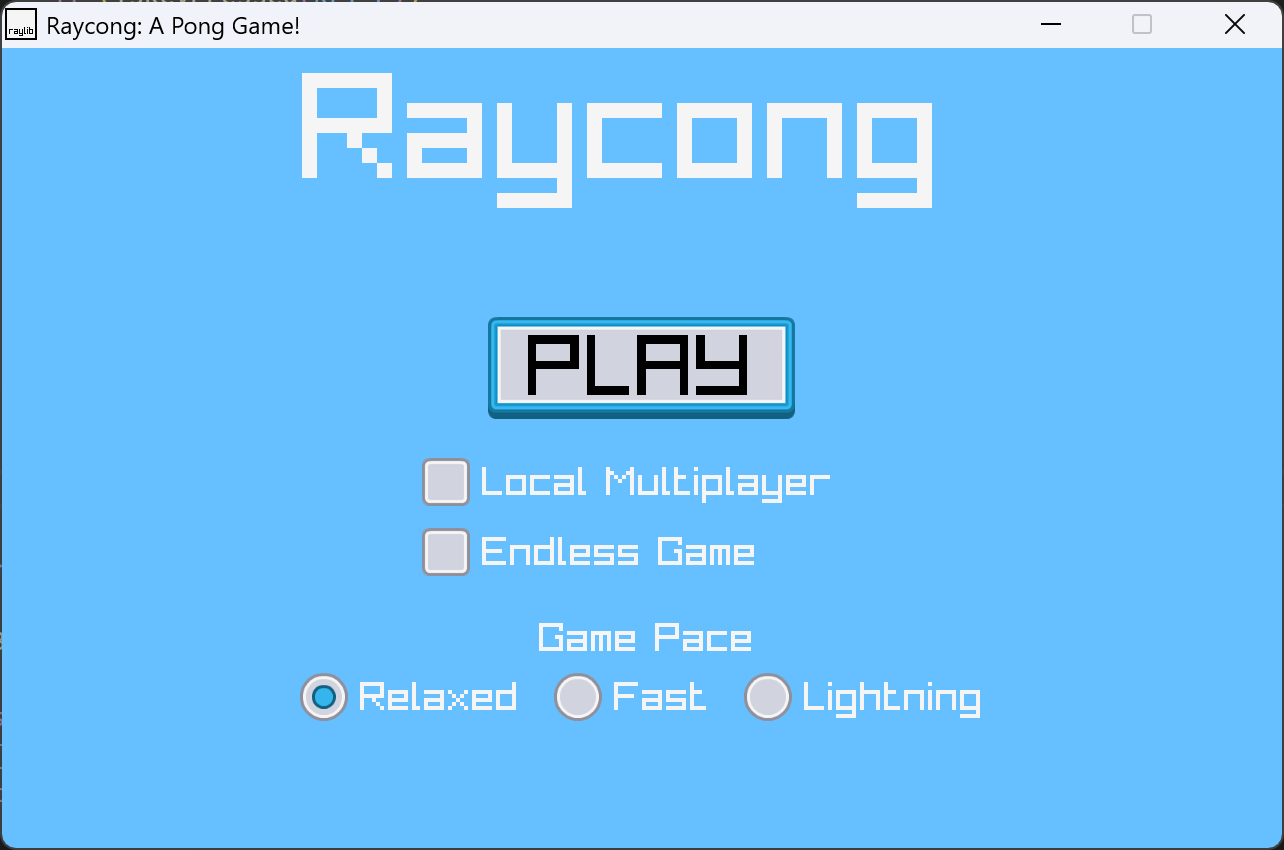 raylib Raycong: A Pong Game!
Raycong
PLAY
Local Multiplayer
Endless Game
Game Pace
Relaxed Fast Lightning